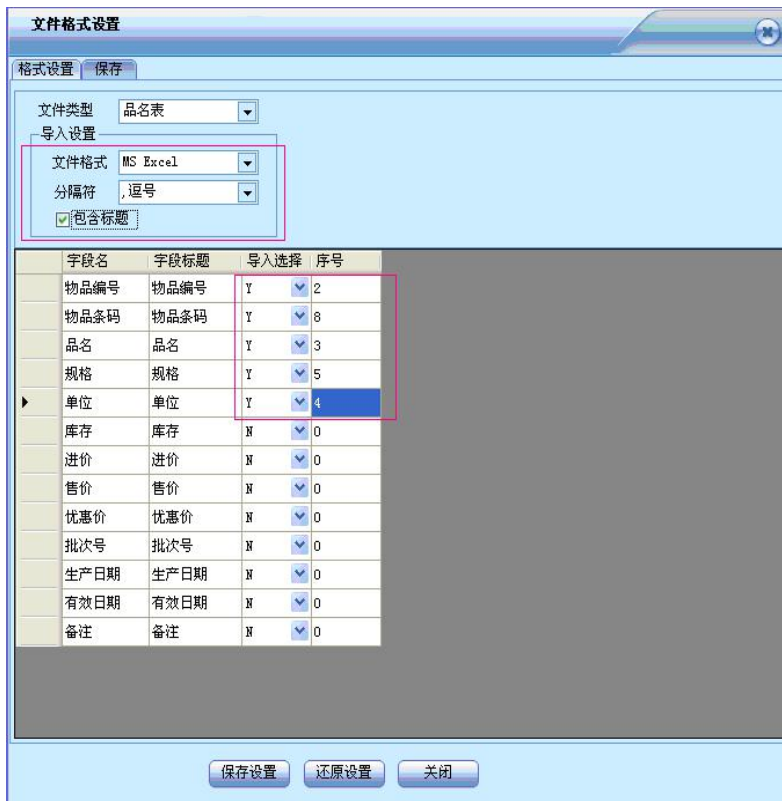 文件格式设置
格式设置 保存
文件类型 品名表
导入设置
文件格式 MS Excel
分隔符 ,逗号
包含标题
字段名 字段标题 导入选择 序号
物品编号 物品编号 Y 2
物品条码 物品条码 Y 8
品名 品名 Y 3
规格 规格 Y 5
单位 单位 Y 4
库存 库存 N 0
进价 进价 N 0
售价 售价 N 0
优惠价 优惠价 N 0
批次号 批次号 N 0
生产日期 生产日期 N 0
有效日期 有效日期 N 0
备注 备注 N 0
保存设置 还原设置 关闭